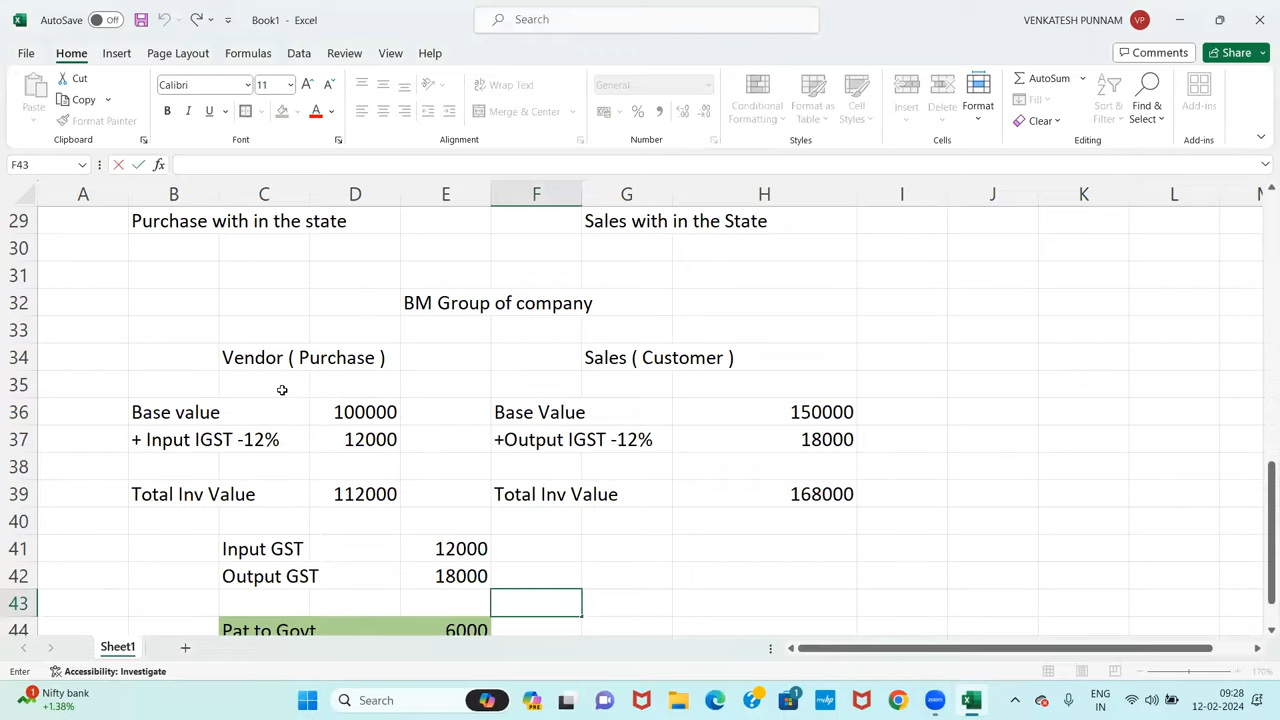 AutoSave Off Book1 - Excel Search VENKATESH PUNNAM VP
File Home Insert Page Layout Formulas Data Review View Help Comments Share
Paste Cut Copy Format Painter Clipboard
Calibri 11 A A B I U A Font
Wrap Text Merge & Center Alignment
General % , Number
Conditional Formatting Format as Table Cell Styles Styles
Insert Delete Format Cells
AutoSum Fill Clear Sort & Filter Find & Select Editing
Add-ins Add-ins
F43 fx
A B C D E F G H I J K L
29 Purchase with in the state Sales with in the State
30
31
32 BM Group of company
33
34 Vendor ( Purchase ) Sales ( Customer )
35
36 Base value 100000 Base Value 150000
37 + Input IGST -12% 12000 +Output IGST -12% 18000
38
39 Total Inv Value 112000 Total Inv Value 168000
40
41 Input GST 12000
42 Output GST 18000
43
44 Pat to Govt 6000
Sheet1
Enter Accessibility: Investigate 170%
Nifty bank
+1.38%
1 Search 1 ENG
IN 09:28
12-02-2024